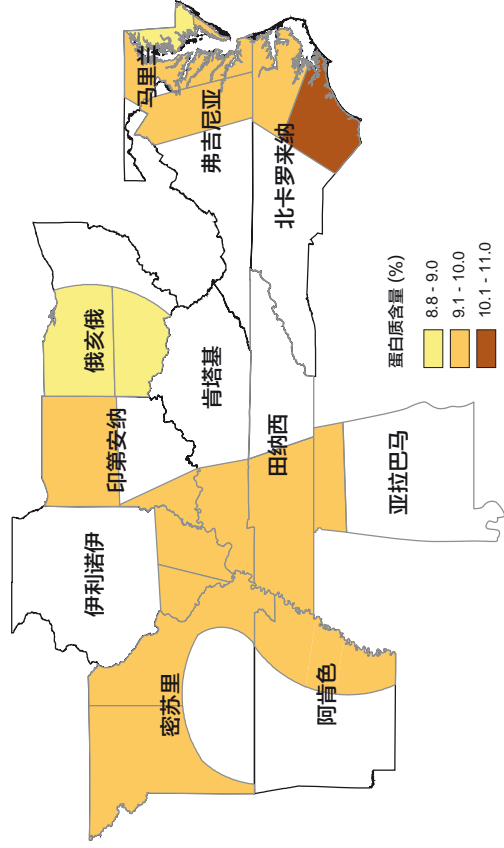 马里兰
弗吉尼亚
北卡罗来纳
俄亥俄
肯塔基
印第安纳
田纳西
伊利诺伊
亚拉巴马
密苏里
阿肯色
蛋白质含量 (%)
8.8 - 9.0
9.1 - 10.0
10.1 - 11.0